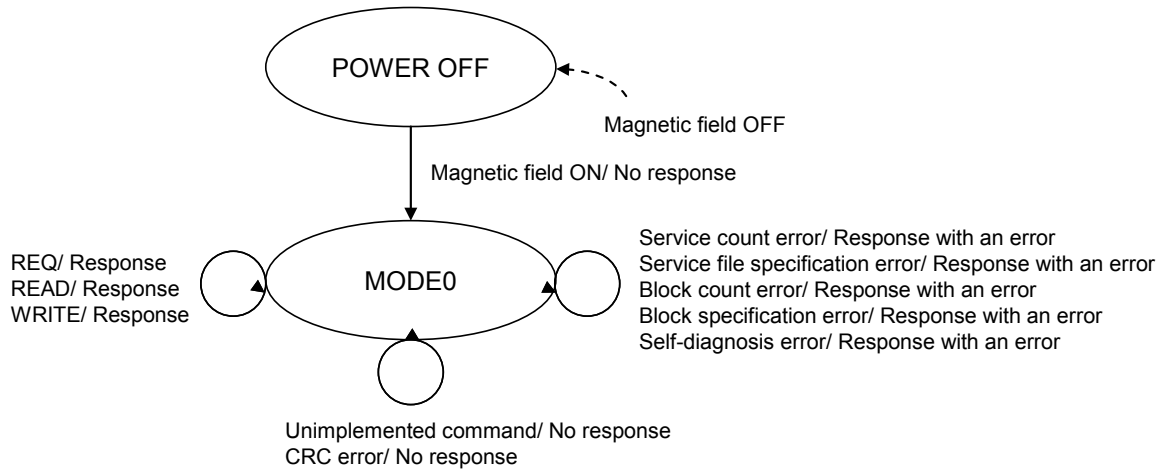 POWER OFF
Magnetic field OFF
Magnetic field ON/ No response
REQ/ Response
READ/ Response
WRITE/ Response
MODE0
Service count error/ Response with an error
Service file specification error/ Response with an error
Block count error/ Response with an error
Block specification error/ Response with an error
Self-diagnosis error/ Response with an error
Unimplemented command/ No response
CRC error/ No response